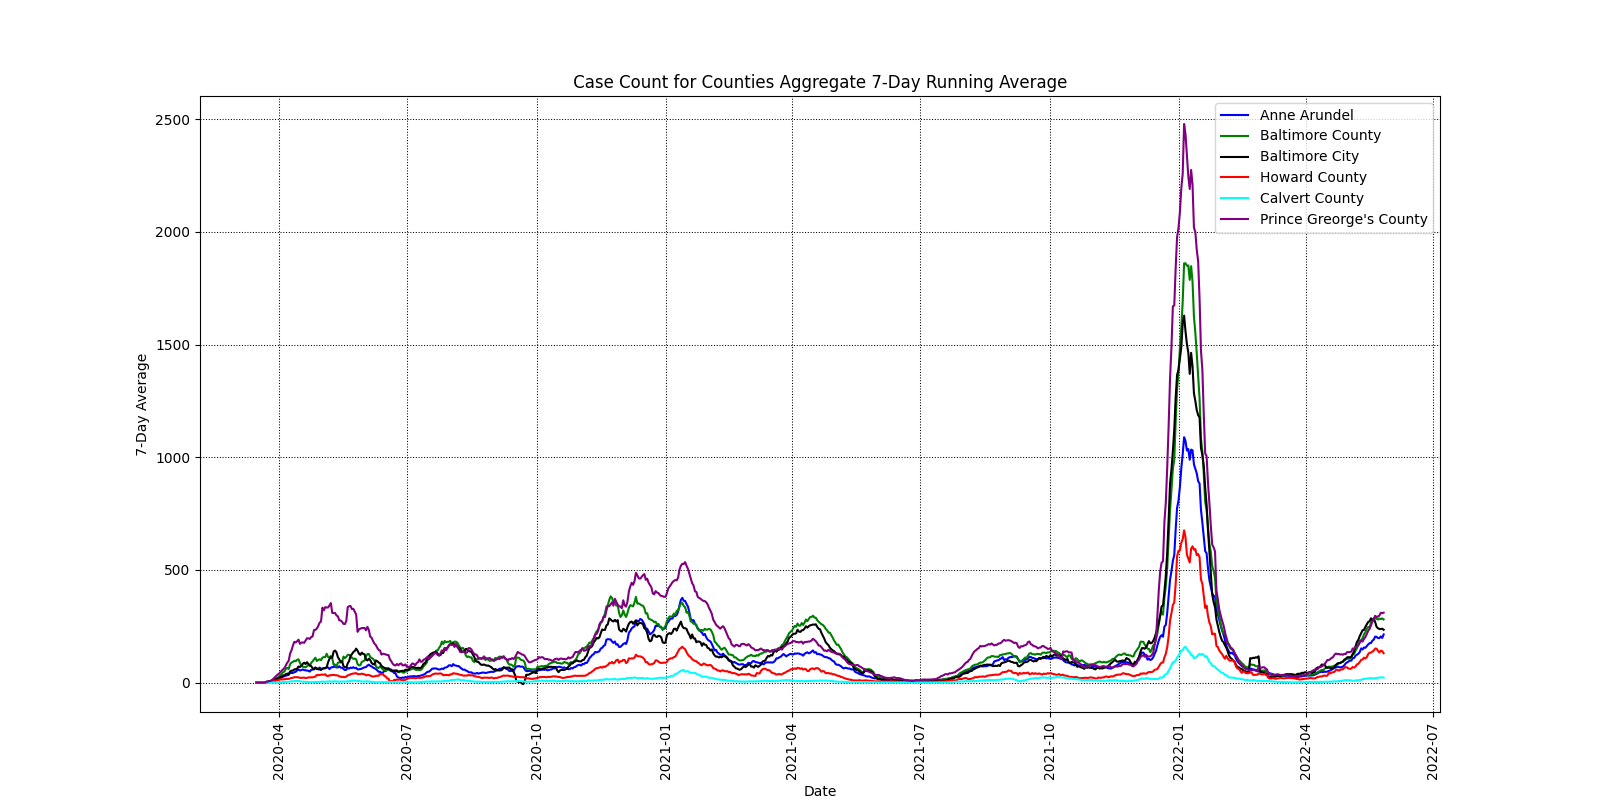 Case Count for Counties Aggregate 7-Day Running Average
2500
2000
1500
1000
500
0
7-Day Average
Anne Arundel
Baltimore County
Baltimore City
Howard County
Calvert County
Prince Greorge's County
2020-04
2020-07
2020-10
2021-01
2021-04
2021-07
2021-10
2022-01
2022-04
2022-07
Date